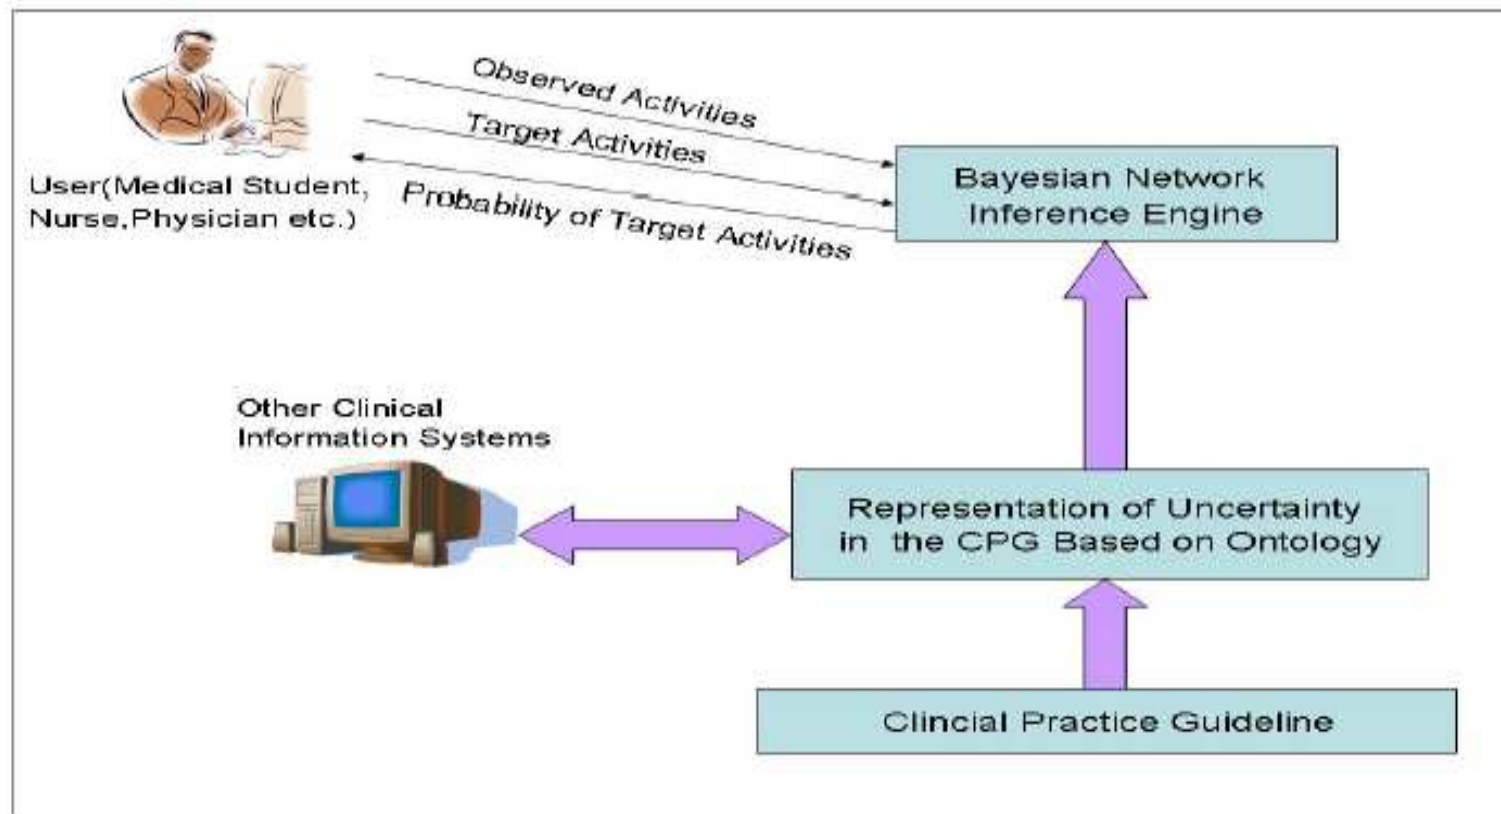 Observed Activities
Target Activities
Probability of Target Activities
User(Medical Student,
Nurse,Physician etc.)
Bayesian Network
Inference Engine
Other Clinical
Information Systems
Representation of Uncertainty
in the CPG Based on Ontology
Clincial Practice Guideline